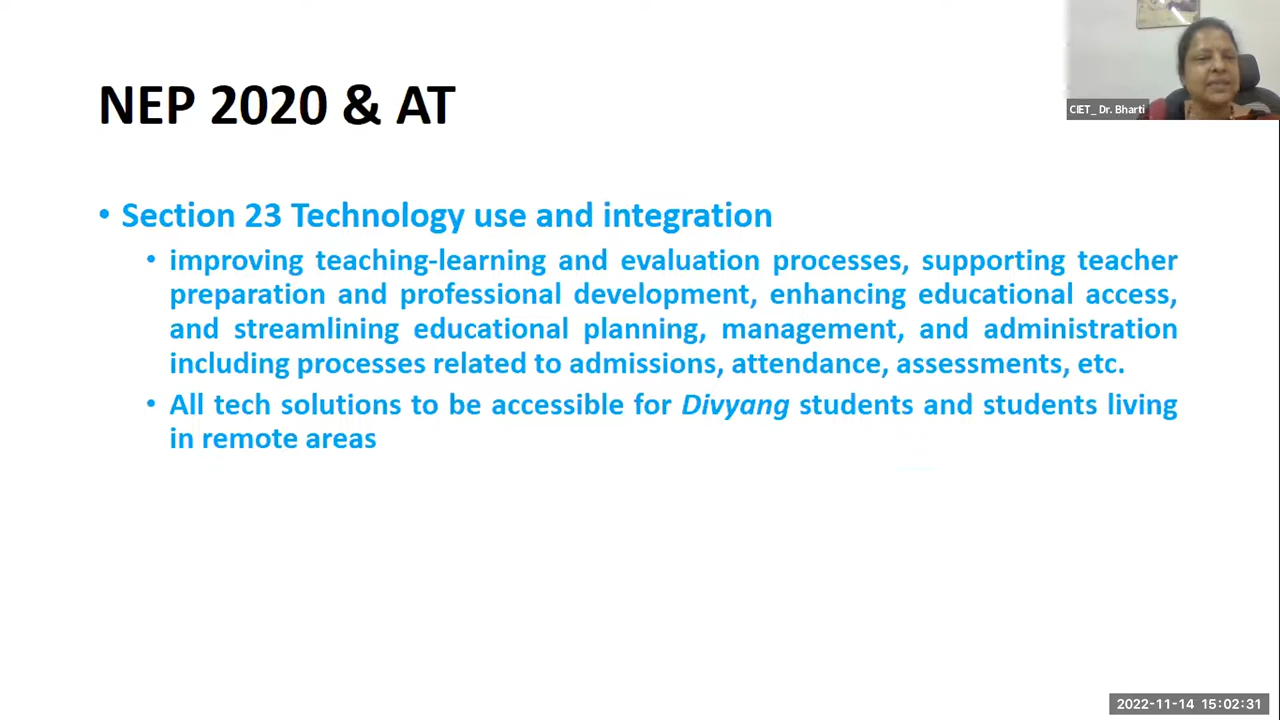 CIET_ Dr. Bharti
NEP 2020 & AT
• Section 23 Technology use and integration
• improving teaching-learning and evaluation processes, supporting teacher
preparation and professional development, enhancing educational access,
and streamlining educational planning, management, and administration
including processes related to admissions, attendance, assessments, etc.
• All tech solutions to be accessible for Divyang students and students living
in remote areas
2022-11-14 15:02:31